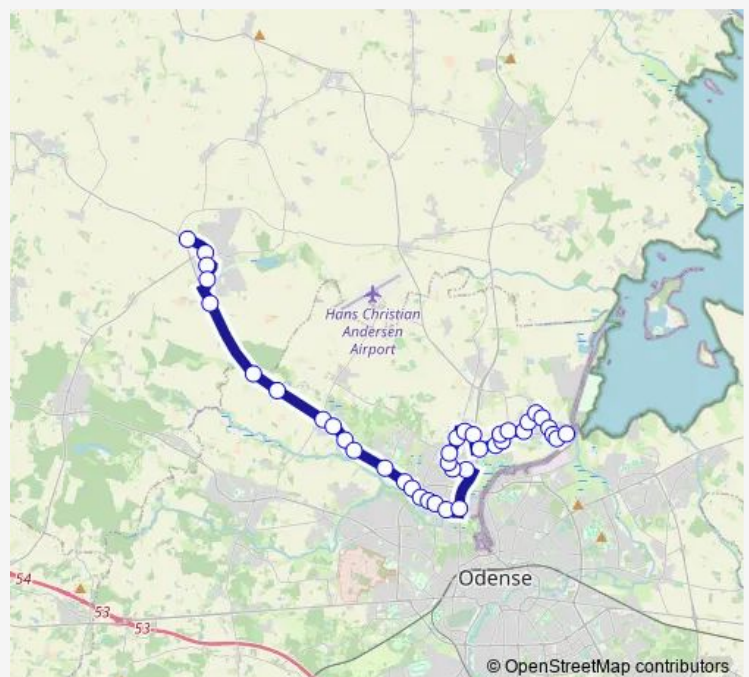 Hans Christian
Andersen
Airport
Odense
54
53
53
© OpenStreetMap contributors